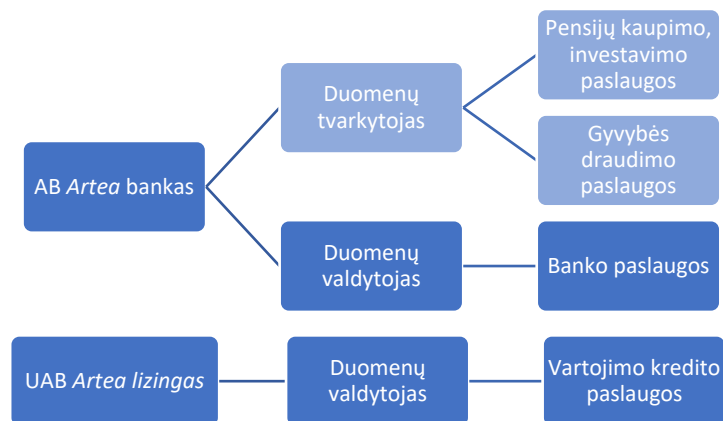 Pensijų kaupimo,
investavimo
paslaugos
Duomenų
tvarkytojas
Gyvybės
draudimo
paslaugos
AB Artea bankas
Duomenų
valdytojas
Banko paslaugos
UAB Artea lizingas
Duomenų
valdytojas
Vartojimo kredito
paslaugos